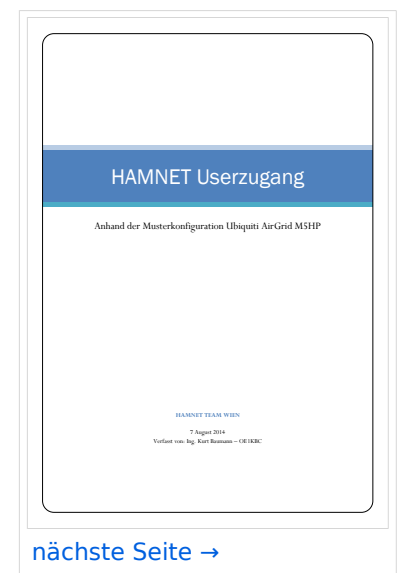 HAMNET Userzugang
Anhand der Musterkonfiguration Ubiquiti AirGrid M5HP
HAMNET TEAM WIEN
7 August 2014
Verfasst von: Ing. Kurt Baumann – OE1KBC
nächste Seite →